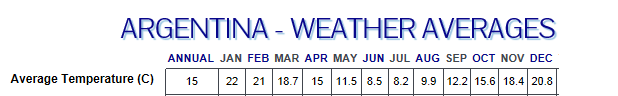 ARGENTINA - WEATHER AVERAGES
ANNUAL JAN FEB MAR APR MAY JUN JUL AUG SEP OCT NOV DEC
Average Temperature (C) 15 22 21 18.7 15 11.5 8.5 8.2 9.9 12.2 15.6 18.4 20.8